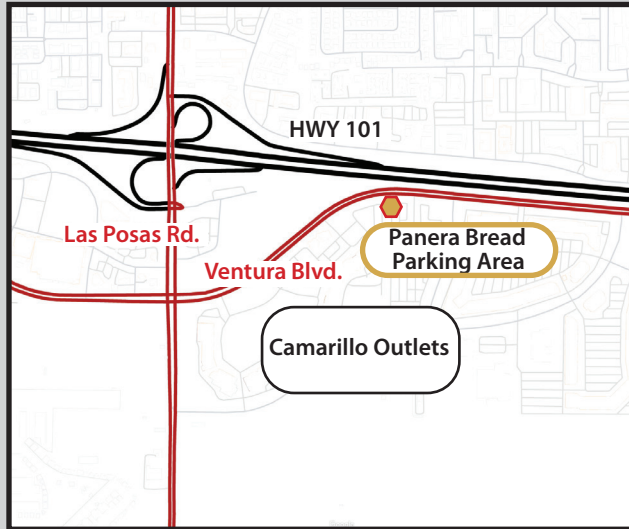 HWY 101
Las Posas Rd.
Ventura Blvd.
Panera Bread
Parking Area
Camarillo Outlets